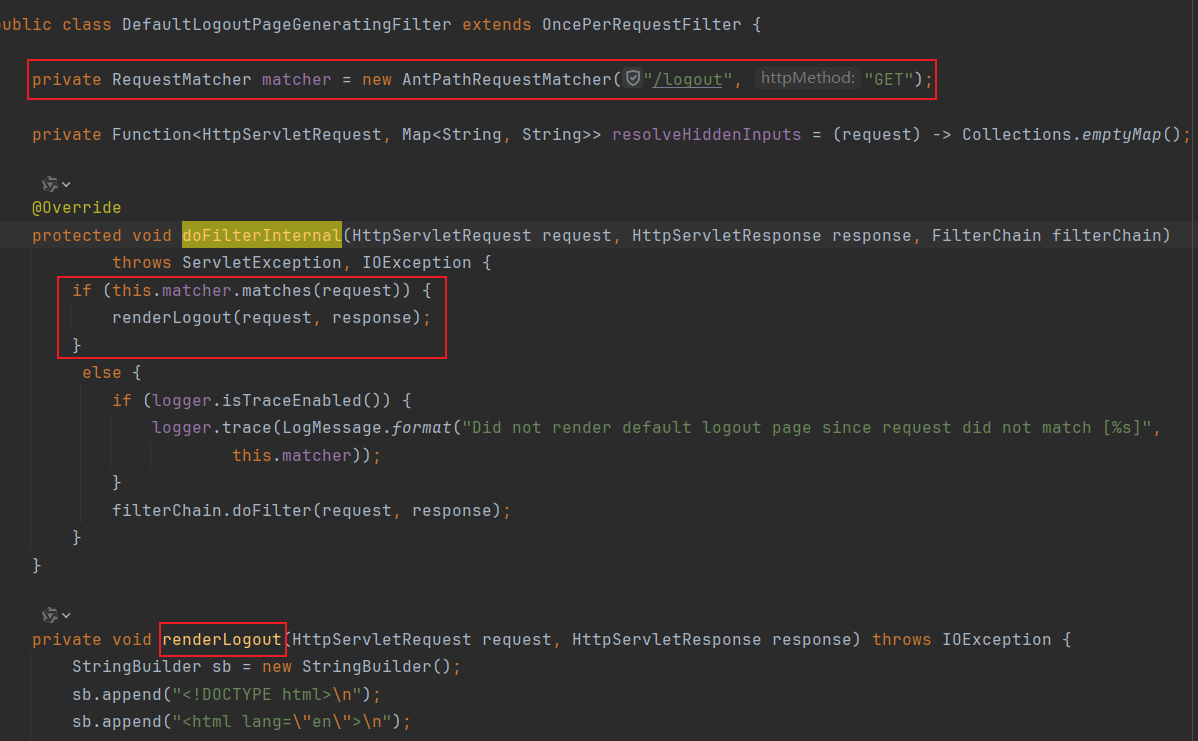 public class DefaultLogoutPageGeneratingFilter extends OncePerRequestFilter {
private RequestMatcher matcher = new AntPathRequestMatcher("/logout", httpMethod: "GET");
private Function<HttpServletRequest, Map<String, String>> resolveHiddenInputs = (request) -> Collections.emptyMap();
@Override
protected void doFilterInternal(HttpServletRequest request, HttpServletResponse response, FilterChain filterChain)
throws ServletException, IOException {
if (this.matcher.matches(request)) {
renderLogout(request, response);
}
else {
if (logger.isTraceEnabled()) {
logger.trace(LogMessage.format("Did not render default logout page since request did not match [%s]",
this.matcher));
}
filterChain.doFilter(request, response);
}
}
private void renderLogout(HttpServletRequest request, HttpServletResponse response) throws IOException {
StringBuilder sb = new StringBuilder();
sb.append("<!DOCTYPE html>\n");
sb.append("<html lang=\"en\">\n");